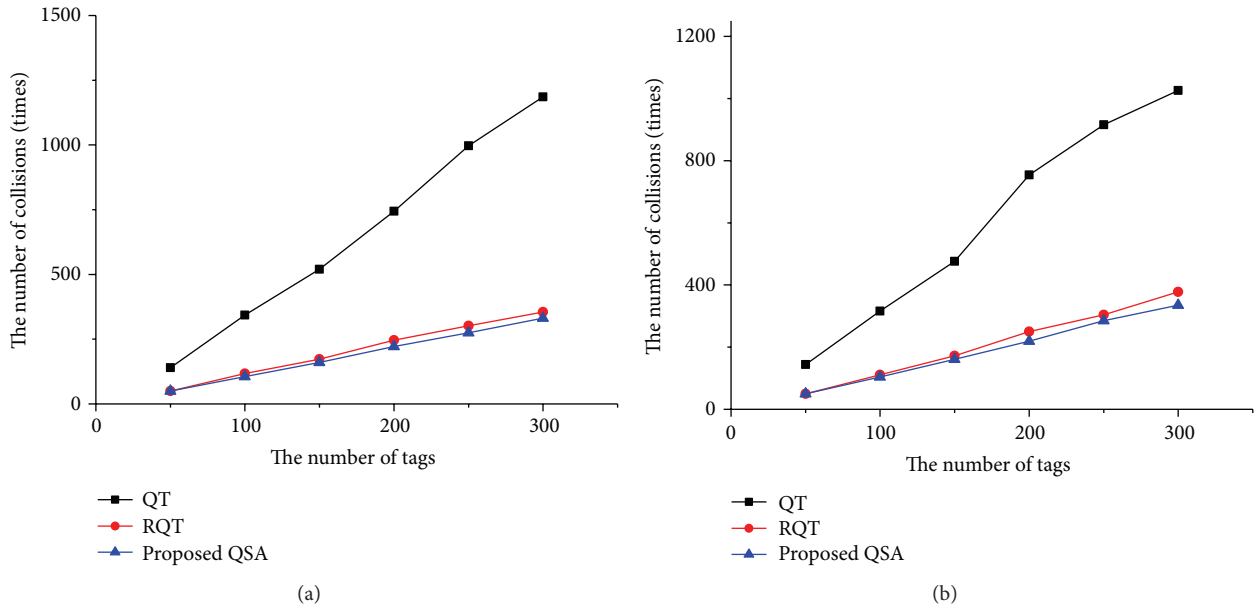 The number of collisions (times)
1500
1000
500
0
0
100
200
300
The number of tags
QT
RQT
Proposed QSA
(a)
The number of collisions (times)
1200
800
400
0
0
100
200
300
The number of tags
QT
RQT
Proposed QSA
(b)